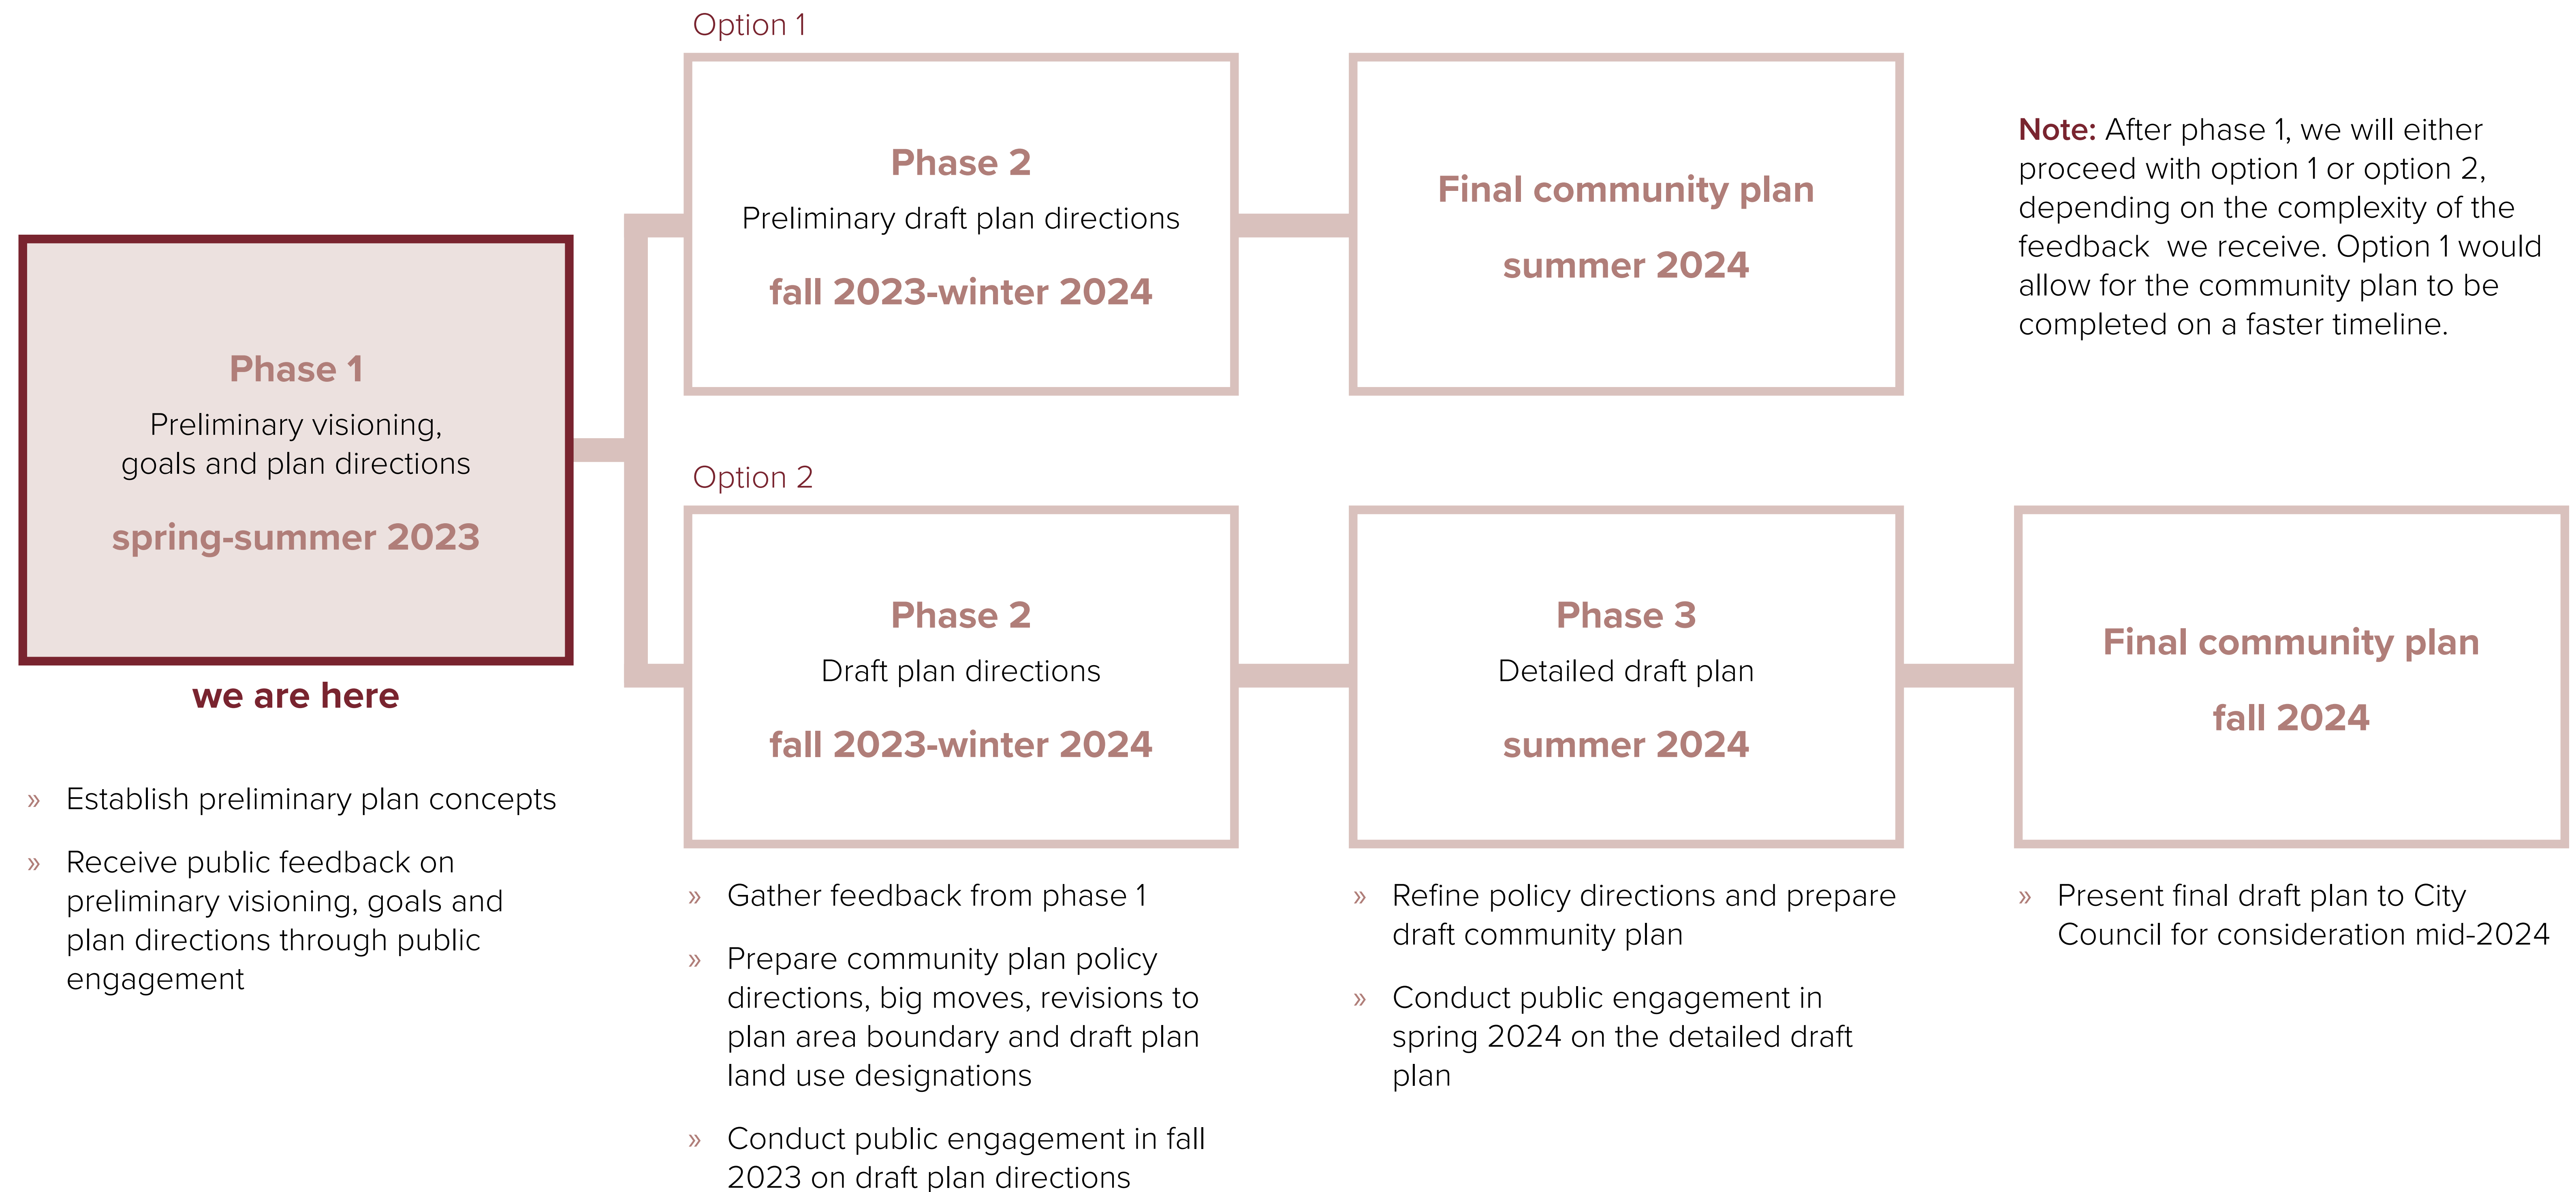 Option 1
Phase 2
Preliminary draft plan directions
fall 2023-winter 2024
Final community plan
summer 2024
Note: After phase 1, we will either
proceed with option 1 or option 2,
depending on the complexity of the
feedback  we receive. Option 1 would
allow for the community plan to be
completed on a faster timeline.
Phase 1
Preliminary visioning,
goals and plan directions
spring-summer 2023
we are here
» Establish preliminary plan concepts
» Receive public feedback on
preliminary visioning, goals and
plan directions through public
engagement
Option 2
Phase 2
Draft plan directions
fall 2023-winter 2024
» Gather feedback from phase 1
» Prepare community plan policy
directions, big moves, revisions to
plan area boundary and draft plan
land use designations
» Conduct public engagement in fall
2023 on draft plan directions
Phase 3
Detailed draft plan
summer 2024
» Refine policy directions and prepare
draft community plan
» Conduct public engagement in
spring 2024 on the detailed draft
plan
Final community plan
fall 2024
» Present final draft plan to City
Council for consideration mid-2024